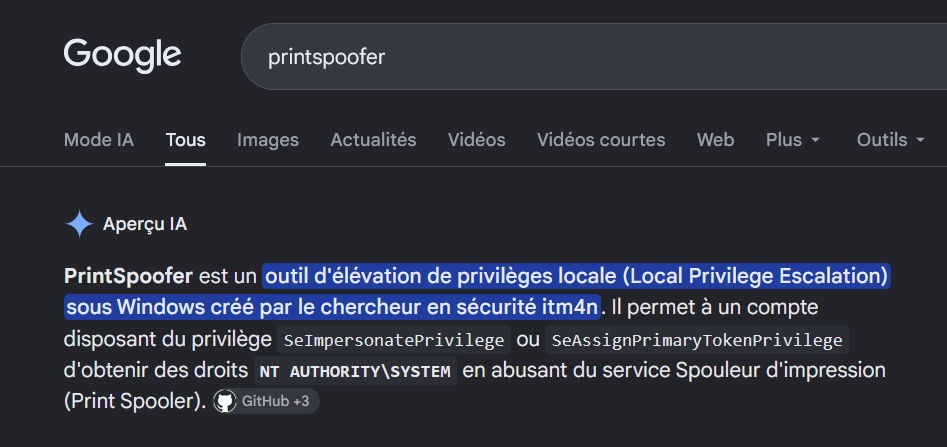 Google
printspoofer
Mode IA Tous Images Actualités Vidéos Vidéos courtes Web Plus Outils
Aperçu IA
PrintSpoofer est un outil d'élévation de privilèges locale (Local Privilege Escalation)
sous Windows créé par le chercheur en sécurité itm4n. Il permet à un compte
disposant du privilège SeImpersonatePrivilege ou SeAssignPrimaryTokenPrivilege
d'obtenir des droits NT AUTHORITY\SYSTEM en abusant du service Spouleur d'impression
(Print Spooler). GitHub +3